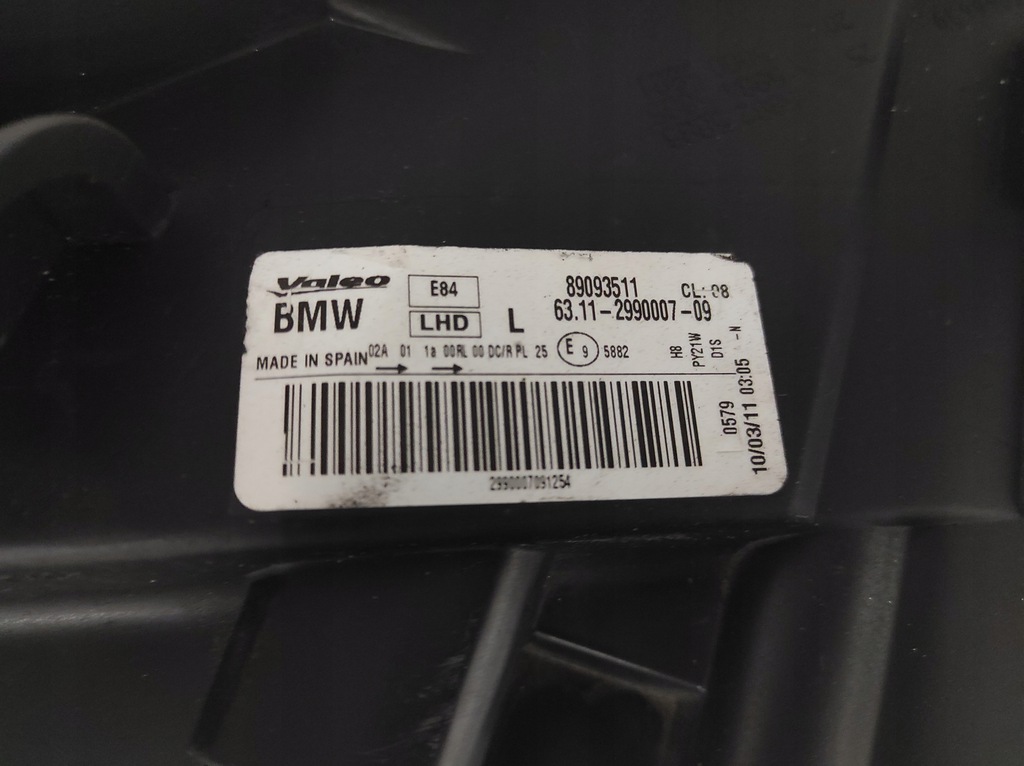 Valeo E84 89093511 CL: 08
BMW LHD L 63.11-2990007-09
MADE IN SPAIN 02A 01 1a 00RL 00 DC/R PL 25 E 9 5882
H8
PY21W
D1S -N
0579
10/03/11 03:05
2990007091254